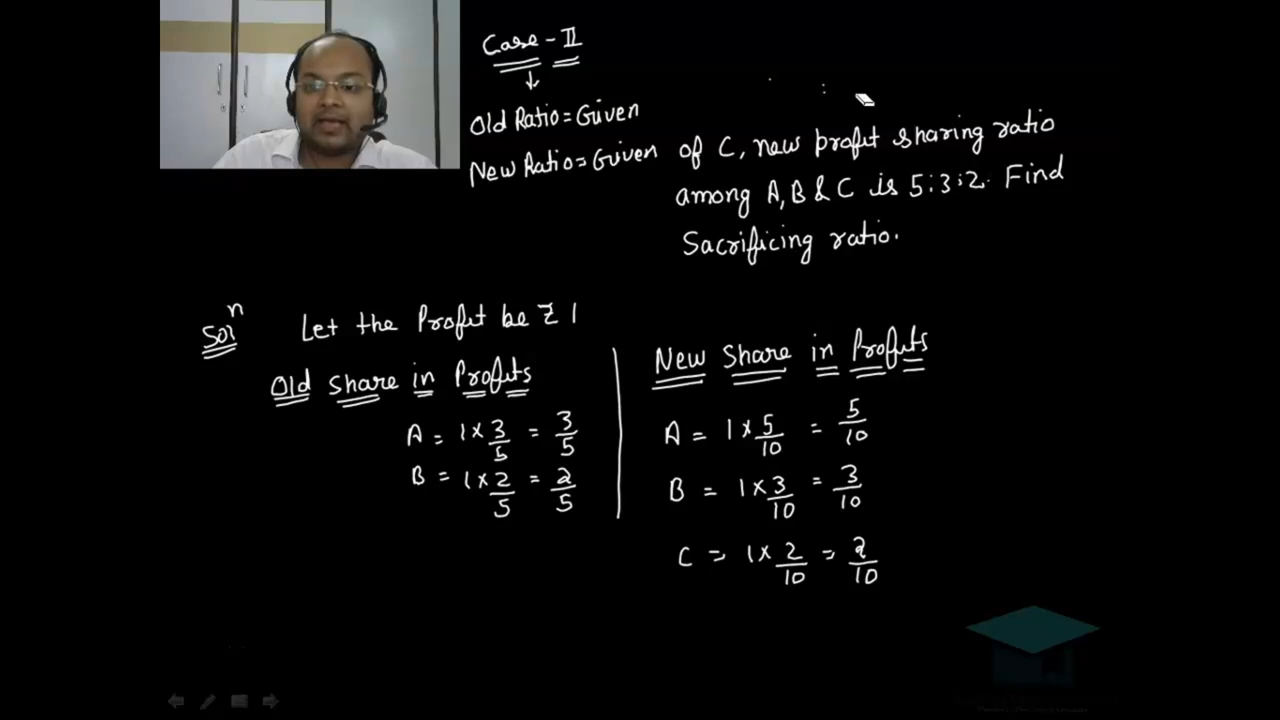 Case - II
Old Ratio = Given
New Ratio = Given
of C, new profit sharing ratio
among A, B & C is 5:3:2. Find
Sacrificing ratio.
Solⁿ Let the Profit be ₹ 1
Old Share in Profits
A = 1 × 3/5 = 3/5
B = 1 × 2/5 = 2/5
New Share in Profits
A = 1 × 5/10 = 5/10
B = 1 × 3/10 = 3/10
C = 1 × 2/10 = 2/10